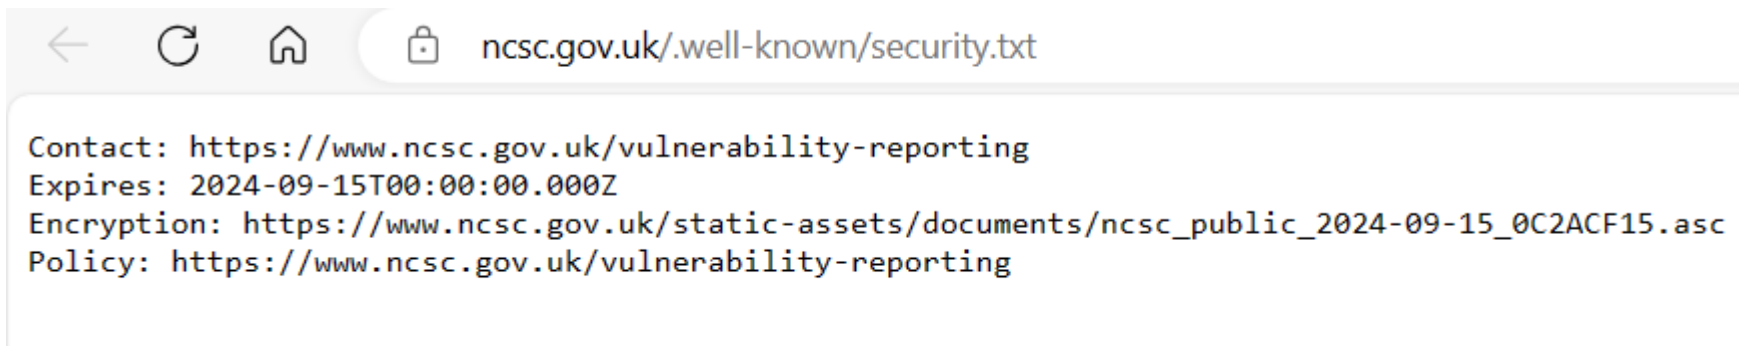 ncsc.gov.uk/.well-known/security.txt
Contact: https://www.ncsc.gov.uk/vulnerability-reporting
Expires: 2024-09-15T00:00:00.000Z
Encryption: https://www.ncsc.gov.uk/static-assets/documents/ncsc_public_2024-09-15_0C2ACF15.asc
Policy: https://www.ncsc.gov.uk/vulnerability-reporting